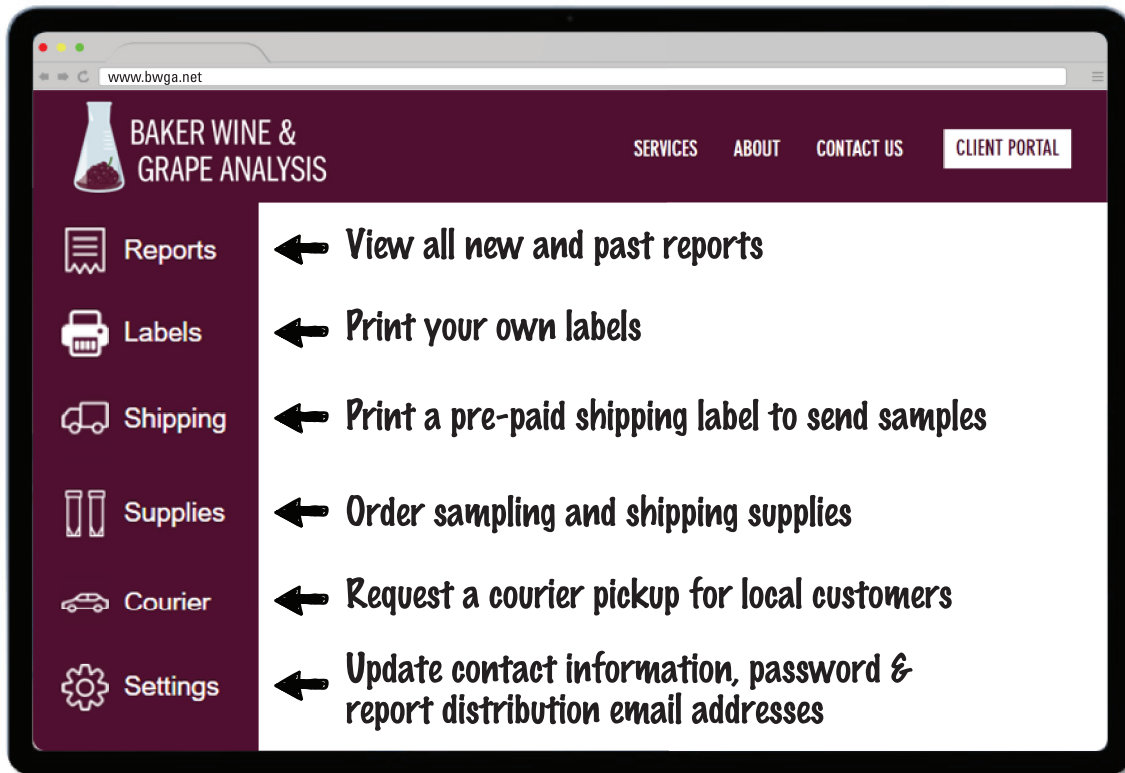 www.bwga.net
BAKER WINE &
GRAPE ANALYSIS
SERVICES ABOUT CONTACT US CLIENT PORTAL
Reports View all new and past reports
Labels Print your own labels
Shipping Print a pre-paid shipping label to send samples
Supplies Order sampling and shipping supplies
Courier Request a courier pickup for local customers
Settings Update contact information, password &
report distribution email addresses